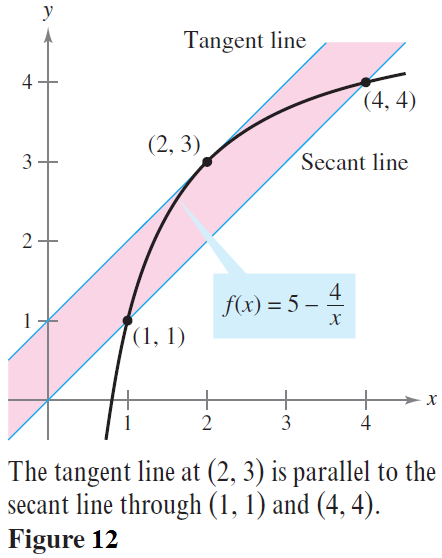 y
Tangent line
4
(4, 4)
(2, 3)
3
Secant line
2
f(x) = 5 − 4/x
1
(1, 1)
x
1 2 3 4
The tangent line at (2, 3) is parallel to the
secant line through (1, 1) and (4, 4).
Figure 12